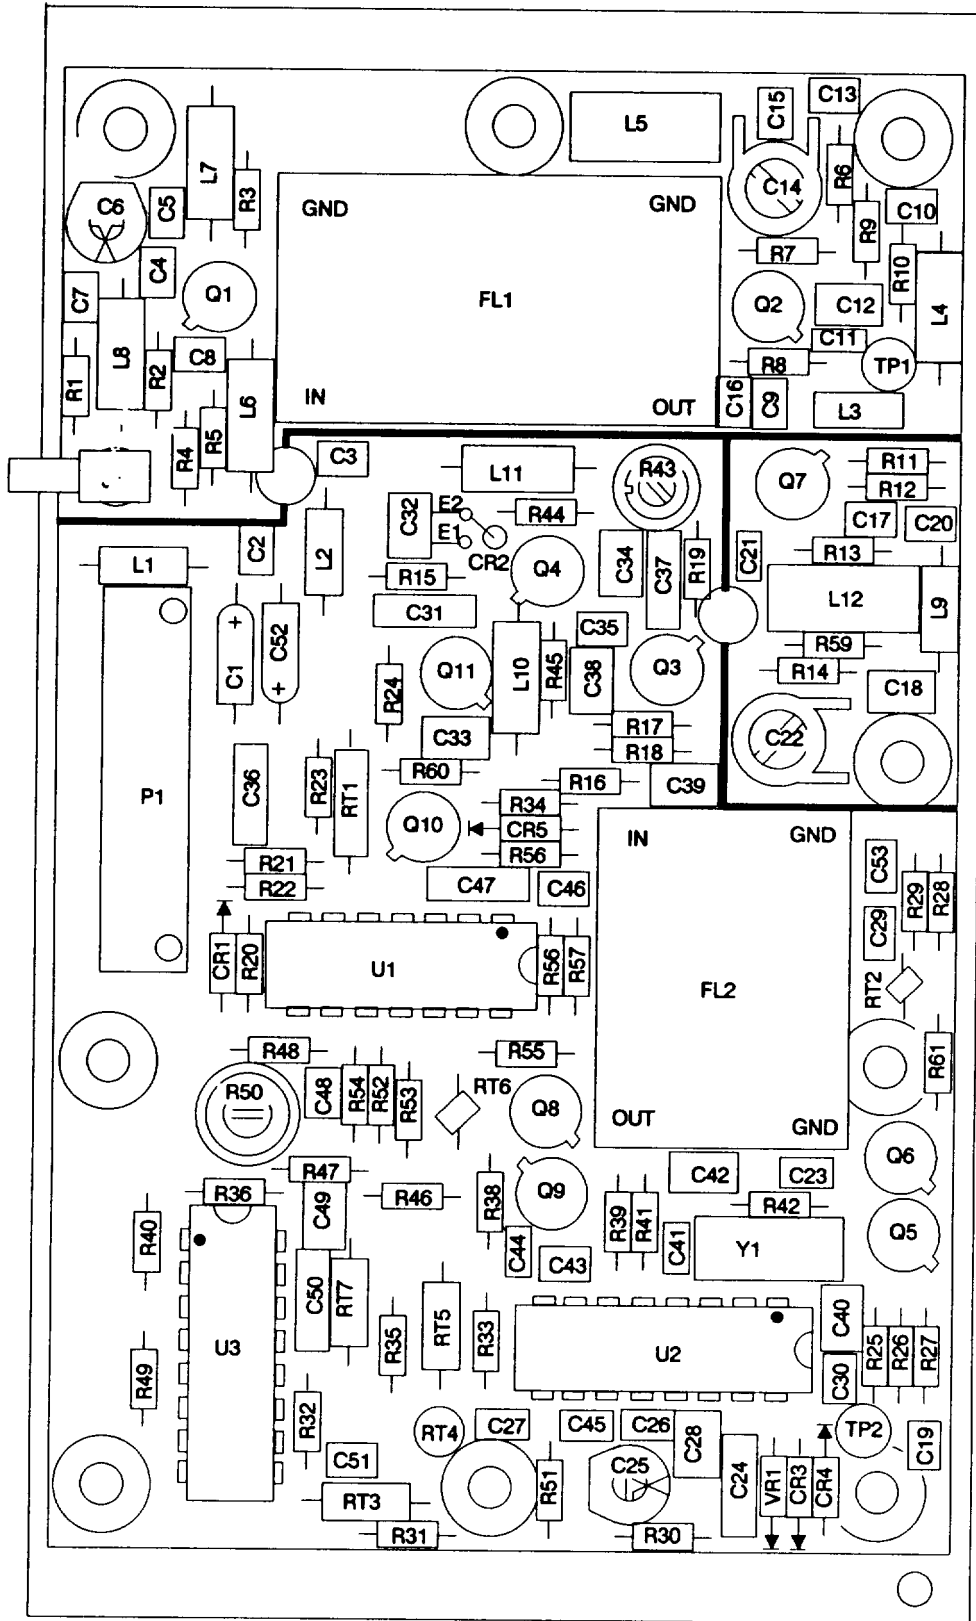 C13
C15
L5
L7
R3
C5
C6
C14
R6
C10
R9
GND
GND
R7
R10
C4
Q1
C7
FL1
Q2
C12
L4
C11
L8
R1
R2
C8
R8
TP1
L6
IN
OUT
C16
C9
L3
R5
R4
C3
L11
R43
Q7
R11
R12
E2
C32
R44
E1
CR2
C17
C20
C2
L2
L1
R15
Q4
C34
C37
R19
C21
R13
L12
L9
C31
C35
C1
C52
R24
Q11
L10
R45
C38
Q3
R59
R14
C18
C33
R17
R18
C22
R60
R16
C39
P1
C36
R23
RT1
Q10
R34
CR5
R56
IN
GND
R21
R22
C47
C46
C53
R29
R28
C29
CR1
R20
U1
R56
R57
FL2
RT2
R48
R55
R61
R50
C48
R54
R52
R53
RT6
Q8
OUT
GND
Q6
R47
R36
C49
R46
R38
Q9
C42
C23
R42
R40
R39
R41
C41
Y1
Q5
C44
C43
C50
RT7
U3
R35
RT5
R33
U2
C40
R25
R26
R27
R49
C30
R32
RT4
C27
C45
C26
C28
TP2
C19
C51
R51
C25
C24
VR1
CR3
CR4
RT3
R31
R30